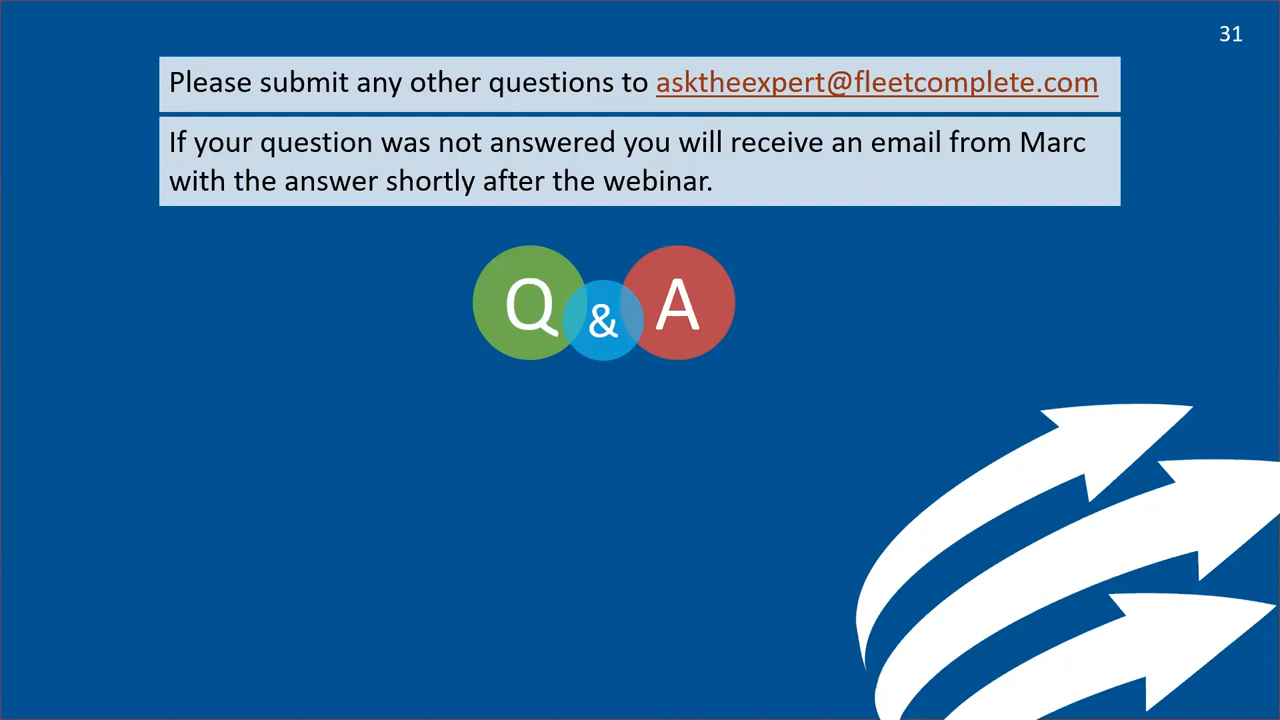 31
Please submit any other questions to asktheexpert@fleetcomplete.com
If your question was not answered you will receive an email from Marc
with the answer shortly after the webinar.
Q & A